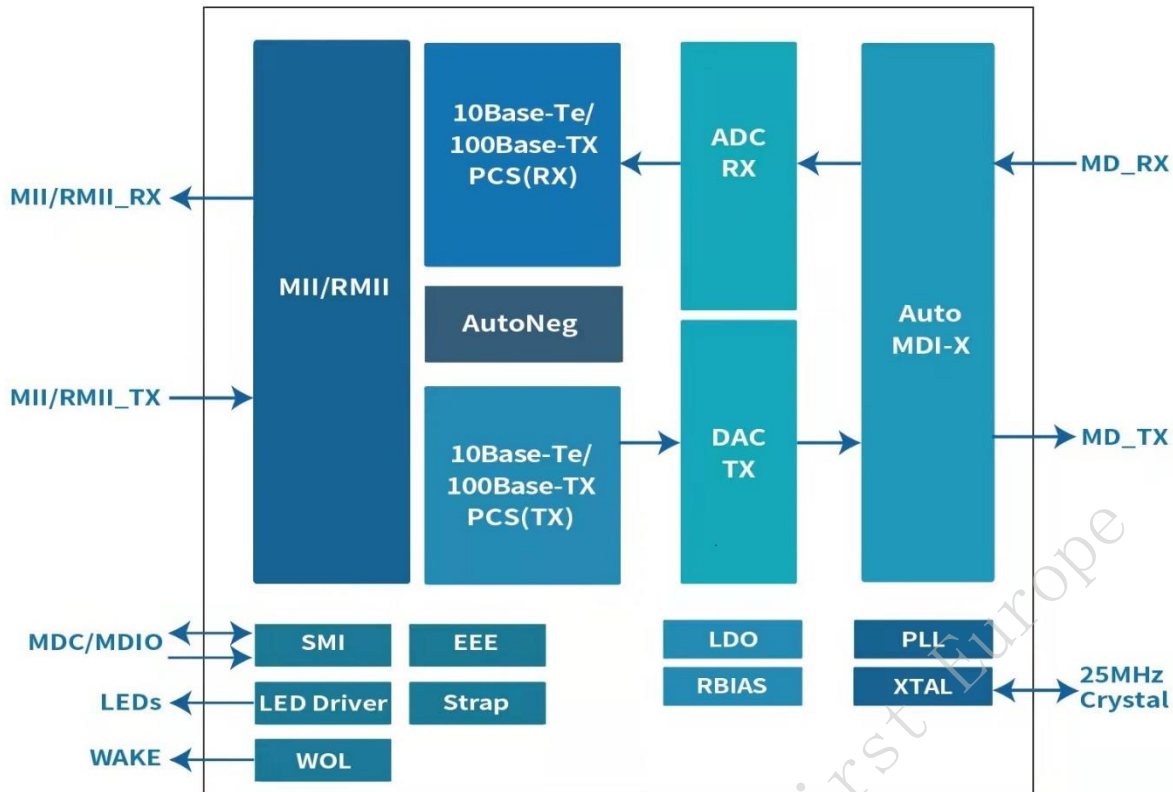 10Base-Te/
100Base-TX
PCS(RX)
ADC
RX
MD_RX
MII/RMII_RX
MII/RMII
AutoNeg
Auto
MDI-X
MII/RMII_TX
10Base-Te/
100Base-TX
PCS(TX)
DAC
TX
MD_TX
MDC/MDIO
SMI
EEE
LDO
PLL
LEDs
LED Driver
Strap
RBIAS
XTAL
25MHz
Crystal
WAKE
WOL
irst Europe